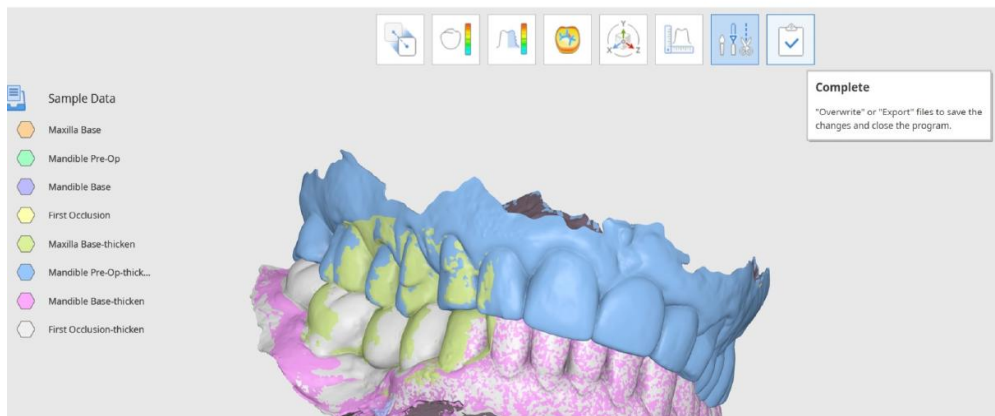 Complete
"Overwrite" or "Export" files to save the
changes and close the program.
Sample Data
Maxilla Base
Mandible Pre-Op
Mandible Base
First Occlusion
Maxilla Base-thicken
Mandible Pre-Op-thick...
Mandible Base-thicken
First Occlusion-thicken
Y
X
Z